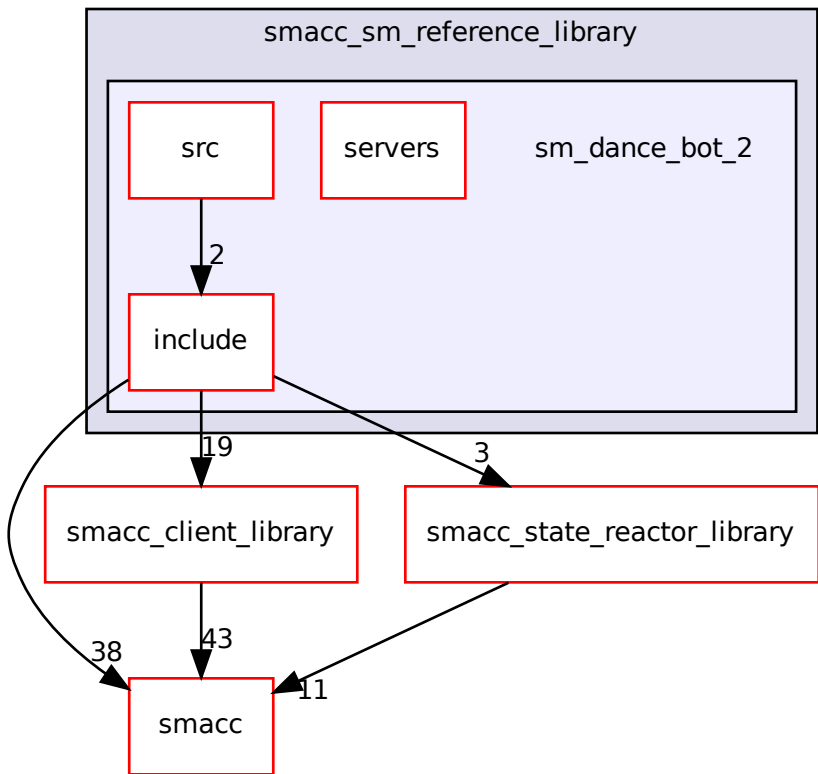 smacc_sm_reference_library
src
servers
sm_dance_bot_2
2
include
19
3
smacc_client_library
smacc_state_reactor_library
38
43
11
smacc